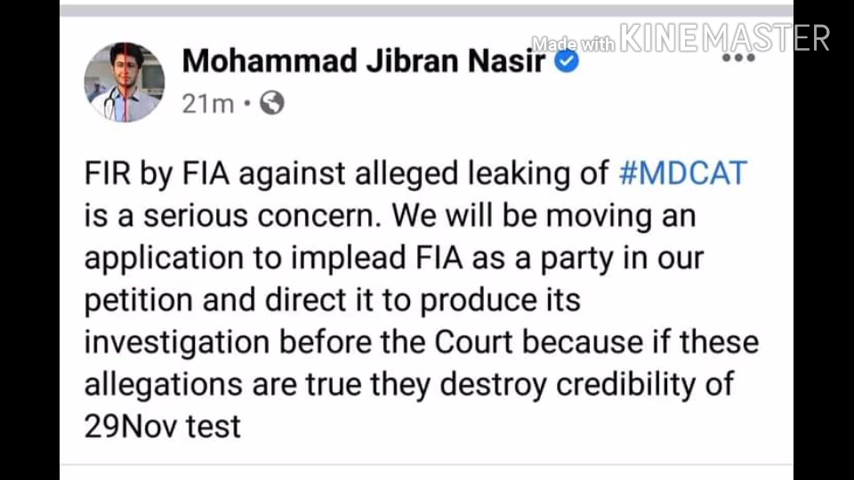 Made with KINEMASTER
Mohammad Jibran Nasir
21m
FIR by FIA against alleged leaking of #MDCAT
is a serious concern. We will be moving an
application to implead FIA as a party in our
petition and direct it to produce its
investigation before the Court because if these
allegations are true they destroy credibility of
29Nov test